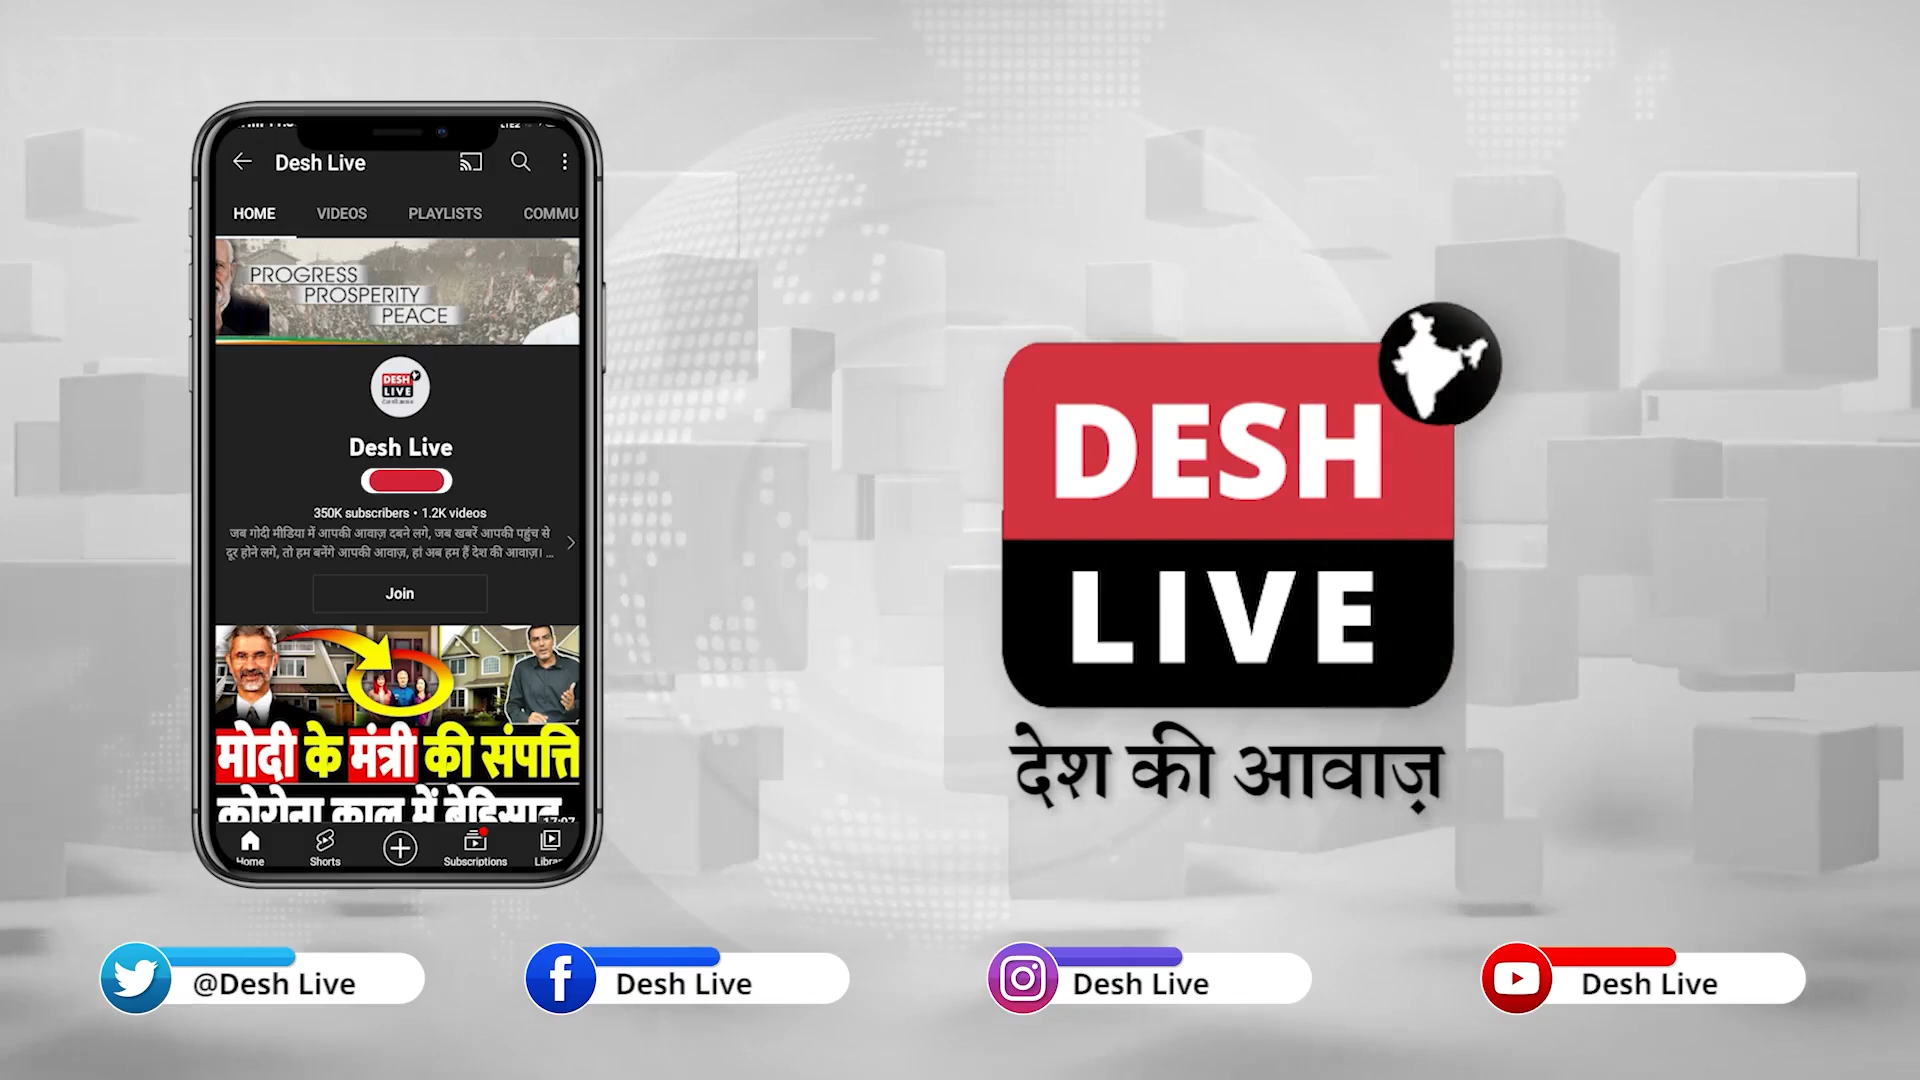 Desh Live
HOME VIDEOS PLAYLISTS COMMU
PROGRESS
PROSPERITY
PEACE
DESH
LIVE
Desh Live
350K subscribers • 1.2K videos
जब गोदी मीडिया में आपकी आवाज़ दबने लगे, जब खबरें आपकी पहुंच से
दूर होने लगे, तो हम बनेंगे आपकी आवाज़, हां अब हम हैं देश की आवाज़। ...
Join
मोदी के मंत्री की संपत्ति
कोरोना काल में बेहिसाब
Home Shorts Subscriptions
DESH
LIVE
देश की आवाज़
@Desh Live
Desh Live
Desh Live
Desh Live